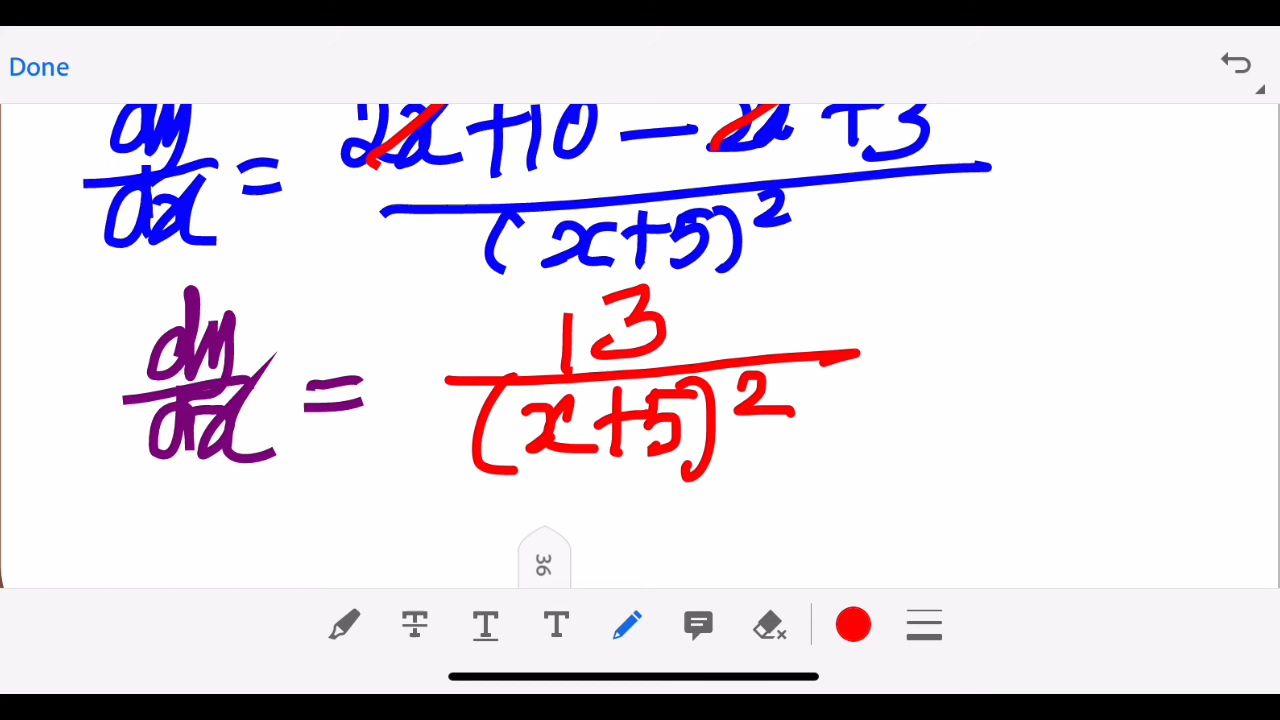 Done
dy/dx = 2x + 10 - 2x + 3 / (x+5)²
dy/dx = 13 / (x+5)²
36
T T T